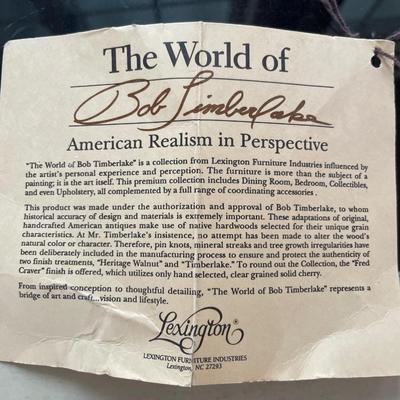 The World of
Bob Timberlake
American Realism in Perspective
"The World of Bob Timberlake" is a collection from Lexington Furniture Industries influenced by
the artist's personal experience and perception. The furniture is more than the subject of a
painting; it is the art itself. This premium collection includes Dining Room, Bedroom, Collectibles,
and even Upholstery, all complemented by a full range of coordinating accessories.
This product was made under the authorization and approval of Bob Timberlake, to whom
historical accuracy of design and materials is extremely important. These adaptations of original,
handcrafted American antiques make use of native hardwoods selected for their unique grain
characteristics. At Mr. Timberlake's insistence, no attempt has been made to alter the wood's
natural color or character. Therefore, pin knots, mineral streaks and tree growth irregularities have
been deliberately included in the manufacturing process to ensure and protect the authenticity of
two finish treatments, "Heritage Walnut" and "Timberlake." To round out the Collection, the "Fred
Craver" finish is offered, which utilizes only hand selected, clear grained solid cherry.
From inspired conception to thoughtful detailing, "The World of Bob Timberlake" represents a
bridge of art and craft...vision and lifestyle.
Lexington
LEXINGTON FURNITURE INDUSTRIES
Lexington, NC 27293